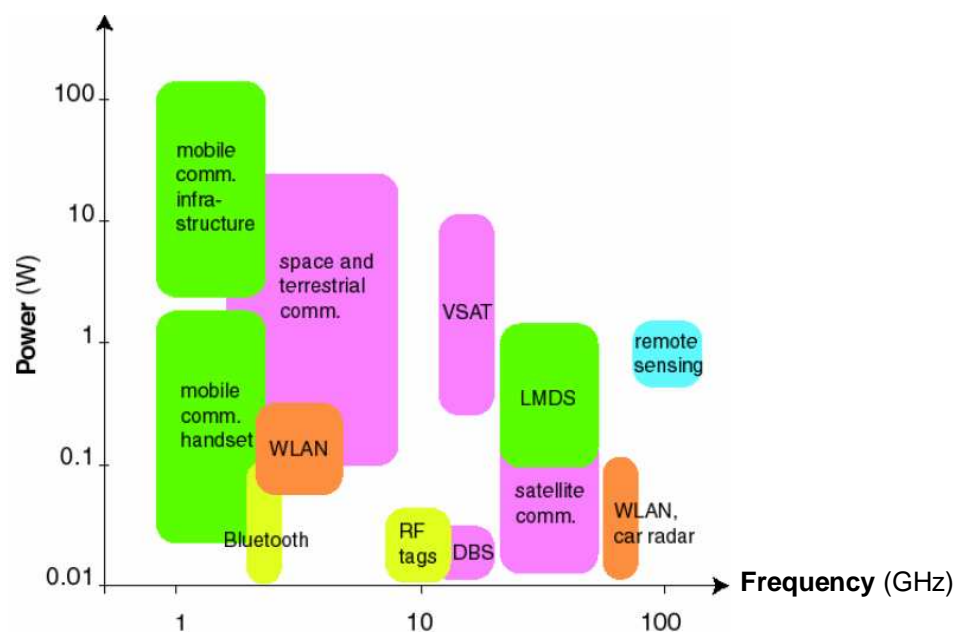 100
10
1
0.1
0.01
Power (W)
mobile
comm.
infra-
structure
space and
terrestrial
comm.
VSAT
remote
sensing
mobile
comm.
handset
LMDS
WLAN
satellite
comm.
WLAN,
car radar
Bluetooth
RF
tags
DBS
Frequency (GHz)
1
10
100